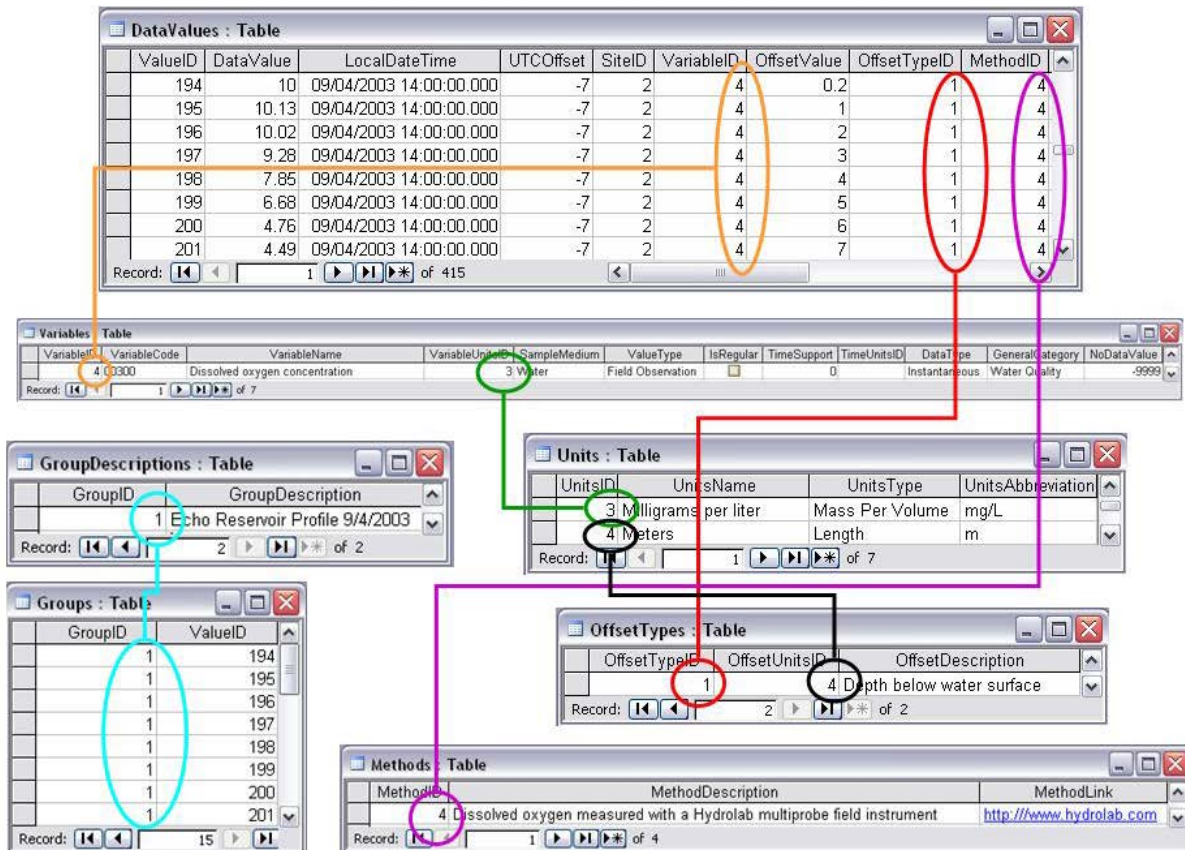 DataValues : Table
ValueID DataValue LocalDateTime UTCOffset SiteID VariableID OffsetValue OffsetTypeID MethodID
194 10 09/04/2003 14:00:00.000 -7 2 4 0.2 1 4
195 10.13 09/04/2003 14:00:00.000 -7 2 4 1 1 4
196 10.02 09/04/2003 14:00:00.000 -7 2 4 2 1 4
197 9.28 09/04/2003 14:00:00.000 -7 2 4 3 1 4
198 7.85 09/04/2003 14:00:00.000 -7 2 4 4 1 4
199 6.68 09/04/2003 14:00:00.000 -7 2 4 5 1 4
200 4.76 09/04/2003 14:00:00.000 -7 2 4 6 1 4
201 4.49 09/04/2003 14:00:00.000 -7 2 4 7 1 4
Record: 1 of 415
Variables : Table
VariableID VariableCode VariableName VariableUnitsID SampleMedium ValueType IsRegular TimeSupport TimeUnitsID DataType GeneralCategory NoDataValue
4 00300 Dissolved oxygen concentration 3 Water Field Observation 0 Instantaneous Water Quality -9999
Record: 1 of 7
GroupDescriptions : Table
GroupID GroupDescription
1 Echo Reservoir Profile 9/4/2003
Record: 2 of 2
Units : Table
UnitsID UnitsName UnitsType UnitsAbbreviation
3 Milligrams per liter Mass Per Volume mg/L
4 Meters Length m
Record: 1 of 7
Groups : Table
GroupID ValueID
1 194
1 195
1 196
1 197
1 198
1 199
1 200
1 201
Record: 15
OffsetTypes : Table
OffsetTypeID OffsetUnitsID OffsetDescription
1 4 Depth below water surface
Record: 2 of 2
Methods : Table
MethodID MethodDescription MethodLink
4 Dissolved oxygen measured with a Hydrolab multiprobe field instrument http://www.hydrolab.com
Record: 1 of 4